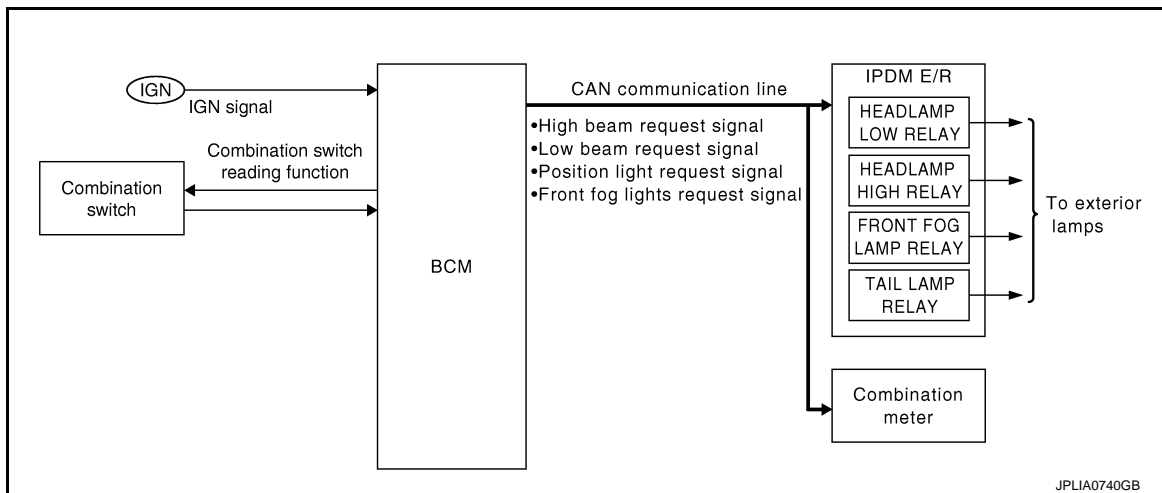 IGN
IGN signal
Combination switch
reading function
Combination
switch
BCM
CAN communication line
•High beam request signal
•Low beam request signal
•Position light request signal
•Front fog lights request signal
IPDM E/R
HEADLAMP
LOW RELAY
HEADLAMP
HIGH RELAY
FRONT FOG
LAMP RELAY
TAIL LAMP
RELAY
To exterior
lamps
Combination
meter
JPLIA0740GB